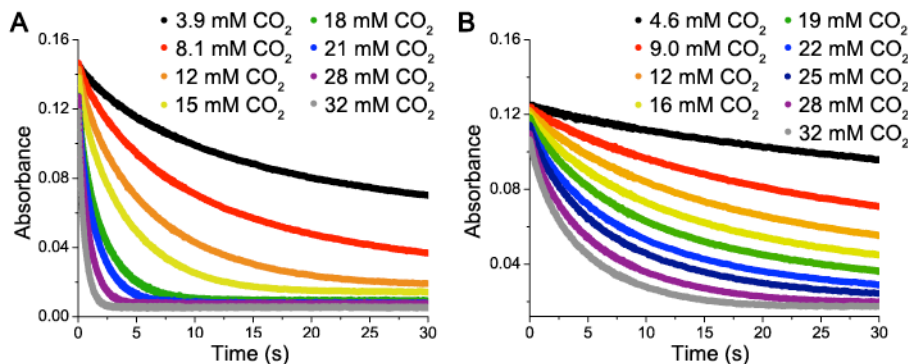 A
3.9 mM CO₂
18 mM CO₂
8.1 mM CO₂
21 mM CO₂
12 mM CO₂
28 mM CO₂
15 mM CO₂
32 mM CO₂
0.16
0.12
0.08
0.04
0.00
Absorbance
0 5 10 15 20 25 30
Time (s)
B
4.6 mM CO₂
19 mM CO₂
9.0 mM CO₂
22 mM CO₂
12 mM CO₂
25 mM CO₂
16 mM CO₂
28 mM CO₂
32 mM CO₂
0.16
0.12
0.08
0.04
Absorbance
0 5 10 15 20 25 30
Time (s)